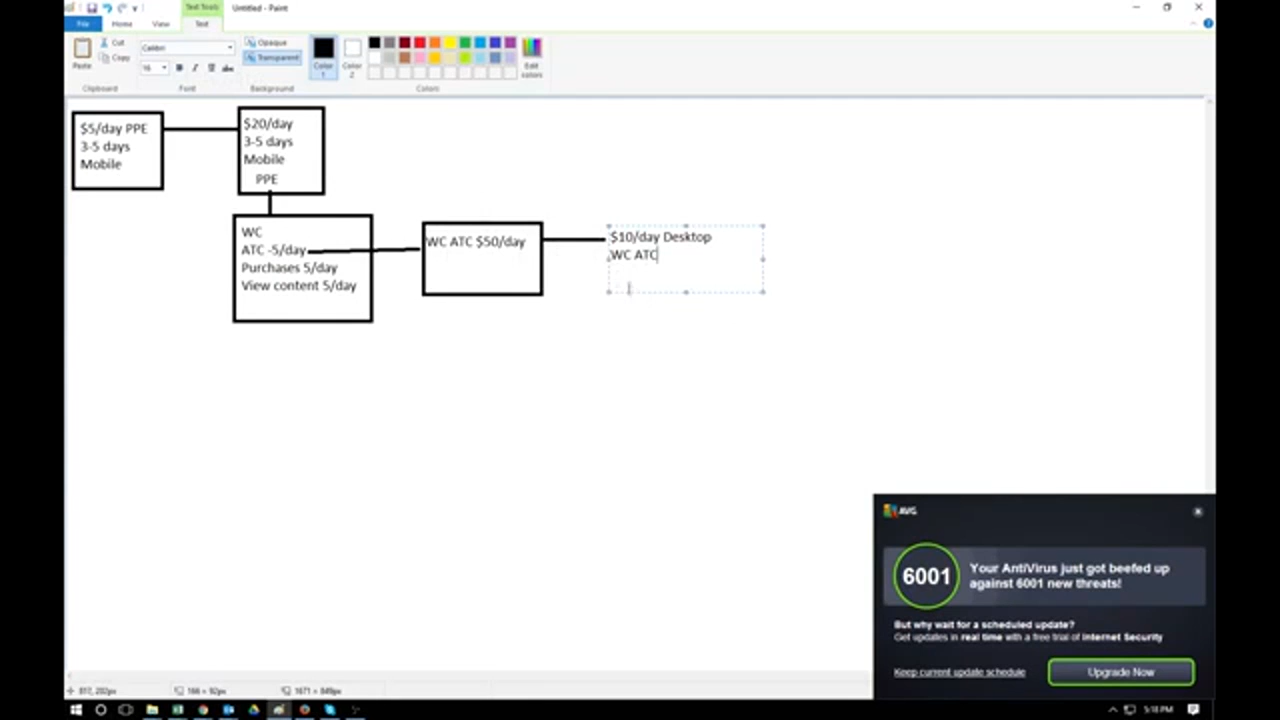 Text Tools
Untitled - Paint
File
Home
View
Text
Paste
Cut
Copy
Calibri
16
Opaque
Transparent
Color 1
Color 2
Edit colors
Clipboard
Font
Background
Colors
$5/day PPE
3-5 days
Mobile
$20/day
3-5 days
Mobile
PPE
WC
ATC -5/day
Purchases 5/day
View content 5/day
WC ATC $50/day
$10/day Desktop
WC ATC
AVG
6001
Your AntiVirus just got beefed up
against 6001 new threats!
But why wait for a scheduled update?
Get updates in real time with a free trial of Internet Security
Keep current update schedule
Upgrade Now
5:18 PM